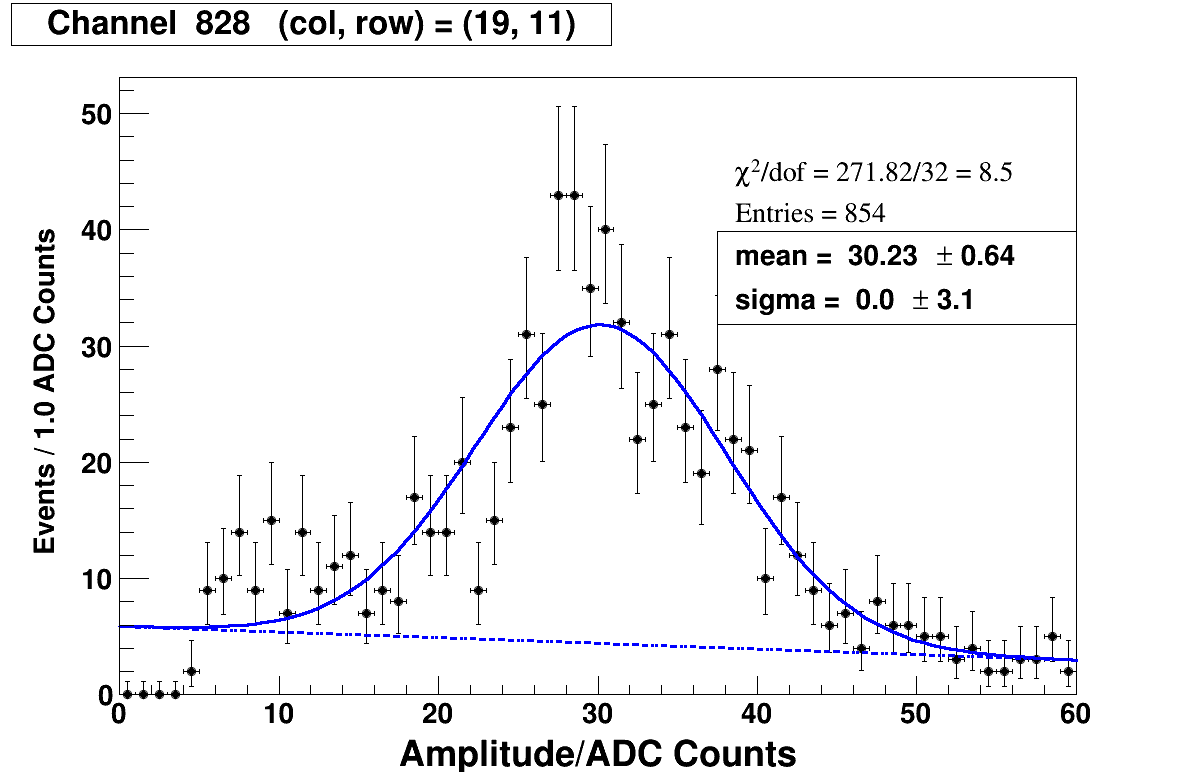 Channel 828 (col, row) = (19, 11)
χ²/dof = 271.82/32 = 8.5
Entries = 854
mean = 30.23 ± 0.64
sigma = 0.0 ± 3.1
Events / 1.0 ADC Counts
50
40
30
20
10
0
0 10 20 30 40 50 60
Amplitude/ADC Counts